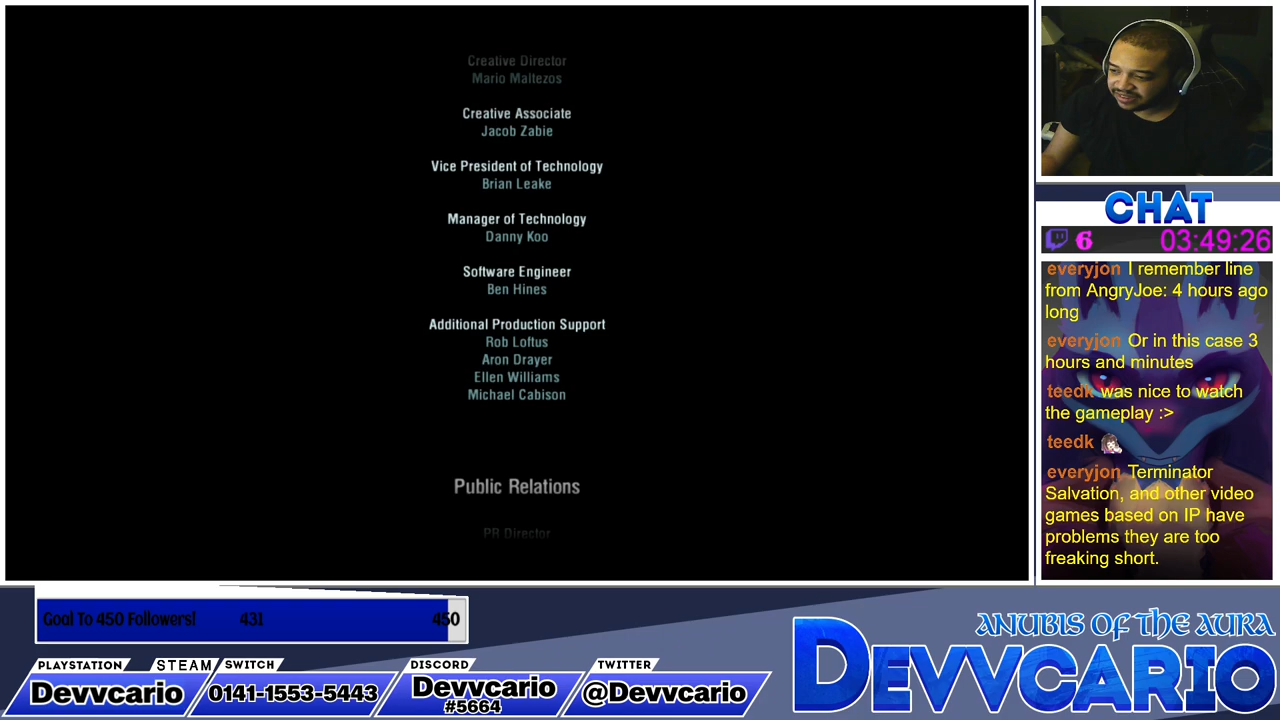 Creative Director
Mario Maltezos
Creative Associate
Jacob Zabie
Vice President of Technology
Brian Leake
Manager of Technology
Danny Koo
Software Engineer
Ben Hines
Additional Production Support
Rob Loftus
Aron Drayer
Ellen Williams
Michael Cabison
Public Relations
PR Director
CHAT
6 03:49:26
everyjon I remember line
from AngryJoe: 4 hours ago
long
everyjon Or in this case 3
hours and minutes
teedk was nice to watch
the gameplay :>
teedk
everyjon Terminator
Salvation, and other video
games based on IP have
problems they are too
freaking short.
Goal To 450 Followers! 431 450
PLAYSTATION STEAM SWITCH DISCORD TWITTER
Devvcario 0141-1553-5443 Devvcario #5664 @Devvcario
ANUBIS OF THE AURA
DEVVCARIO